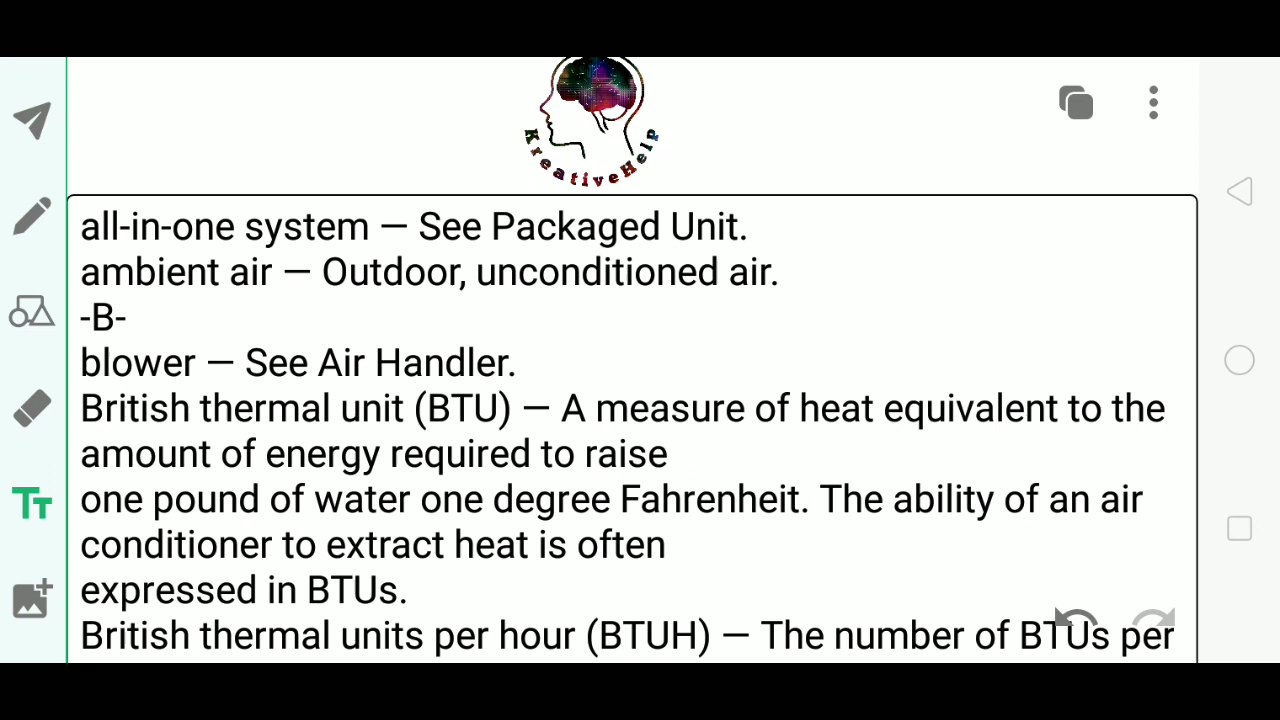 KreativeHelp
all-in-one system — See Packaged Unit.
ambient air — Outdoor, unconditioned air.
-B-
blower — See Air Handler.
British thermal unit (BTU) — A measure of heat equivalent to the
amount of energy required to raise
one pound of water one degree Fahrenheit. The ability of an air
conditioner to extract heat is often
expressed in BTUs.
British thermal units per hour (BTUH) — The number of BTUs per
TT